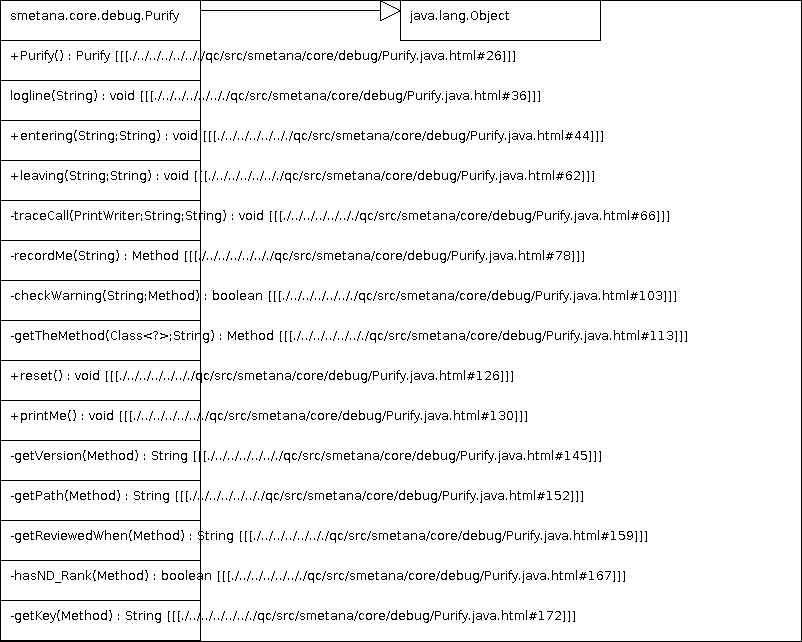 smetana.core.debug.Purify
java.lang.Object
+Purify() : Purify [[[./../../../../../qc/src/smetana/core/debug/Purify.java.html#26]]]
logline(String) : void [[[./../../../../../qc/src/smetana/core/debug/Purify.java.html#36]]]
+entering(String;String) : void [[[./../../../../../qc/src/smetana/core/debug/Purify.java.html#44]]]
+leaving(String;String) : void [[[./../../../../../qc/src/smetana/core/debug/Purify.java.html#62]]]
-traceCall(PrintWriter;String;String) : void [[[./../../../../../qc/src/smetana/core/debug/Purify.java.html#66]]]
-recordMe(String) : Method [[[./../../../../../qc/src/smetana/core/debug/Purify.java.html#78]]]
-checkWarning(String;Method) : boolean [[[./../../../../../qc/src/smetana/core/debug/Purify.java.html#103]]]
-getTheMethod(Class<?>;String) : Method [[[./../../../../../qc/src/smetana/core/debug/Purify.java.html#113]]]
+reset() : void [[[./../../../../../qc/src/smetana/core/debug/Purify.java.html#126]]]
+printMe() : void [[[./../../../../../qc/src/smetana/core/debug/Purify.java.html#130]]]
-getVersion(Method) : String [[[./../../../../../qc/src/smetana/core/debug/Purify.java.html#145]]]
-getPath(Method) : String [[[./../../../../../qc/src/smetana/core/debug/Purify.java.html#152]]]
-getReviewedWhen(Method) : String [[[./../../../../../qc/src/smetana/core/debug/Purify.java.html#159]]]
-hasND_Rank(Method) : boolean [[[./../../../../../qc/src/smetana/core/debug/Purify.java.html#167]]]
-getKey(Method) : String [[[./../../../../../qc/src/smetana/core/debug/Purify.java.html#172]]]